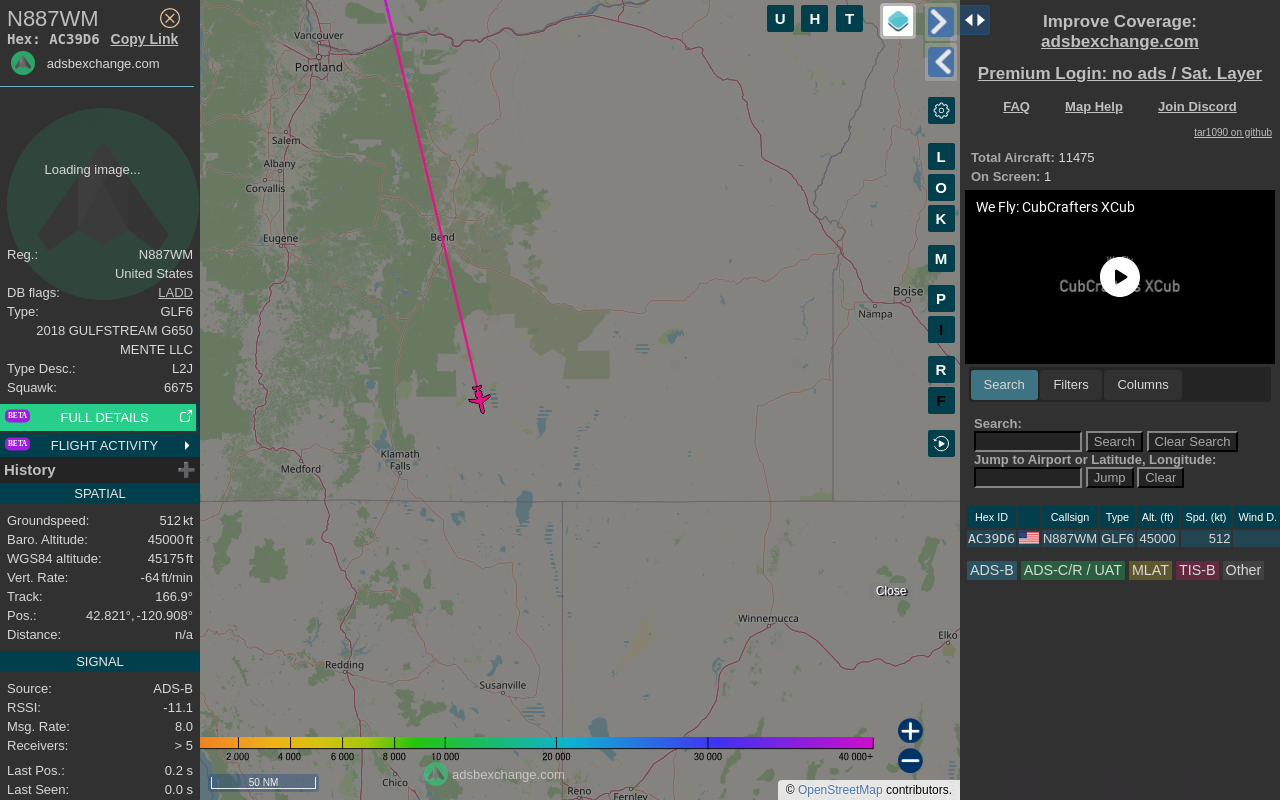 N887WM
Hex: AC39D6 Copy Link
adsbexchange.com
Loading image...
Reg.: N887WM
United States
DB flags: LADD
Type: GLF6
2018 GULFSTREAM G650
MENTE LLC
Type Desc.: L2J
Squawk: 6675
BETA FULL DETAILS
BETA FLIGHT ACTIVITY
History
SPATIAL
Groundspeed: 512 kt
Baro. Altitude: 45000 ft
WGS84 altitude: 45175 ft
Vert. Rate: -64 ft/min
Track: 166.9°
Pos.: 42.821°, -120.908°
Distance: n/a
SIGNAL
Source: ADS-B
RSSI: -11.1
Msg. Rate: 8.0
Receivers: > 5
Last Pos.: 0.2 s
Last Seen: 0.0 s
Vancouver
Portland
Salem
Albany
Corvallis
Eugene
Bend
Boise
Nampa
Klamath
Falls
Medford
Winnemucca
Elko
Redding
Susanville
Chico
Reno
Fernley
Close
2 000 4 000 6 000 8 000 10 000 20 000 30 000 40 000+
50 NM
adsbexchange.com
© OpenStreetMap contributors.
U H T
L
O
K
M
P
I
R
F
Improve Coverage:
adsbexchange.com
Premium Login: no ads / Sat. Layer
FAQ Map Help Join Discord
tar1090 on github
Total Aircraft: 11475
On Screen: 1
We Fly: CubCrafters XCub
Search Filters Columns
Search:
Search Clear Search
Jump to Airport or Latitude, Longitude:
Jump Clear
Hex ID Callsign Type Alt. (ft) Spd. (kt) Wind D.
AC39D6 N887WM GLF6 45000 512
ADS-B ADS-C/R / UAT MLAT TIS-B Other